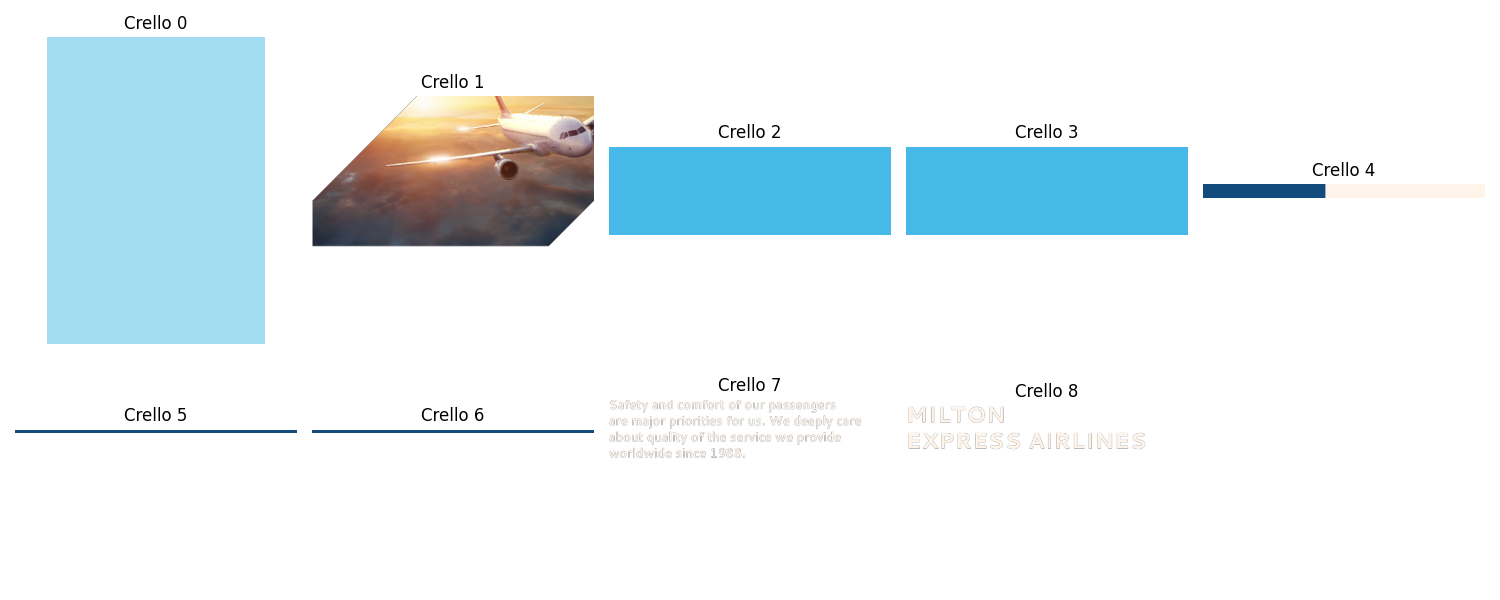 Crello 0
Crello 1
Crello 2
Crello 3
Crello 4
Crello 5
Crello 6
Crello 7
Safety and comfort of our passengers
are major priorities for us. We deeply care
about quality of the service we provide
worldwide since 1988.
Crello 8
MILTON
EXPRESS AIRLINES